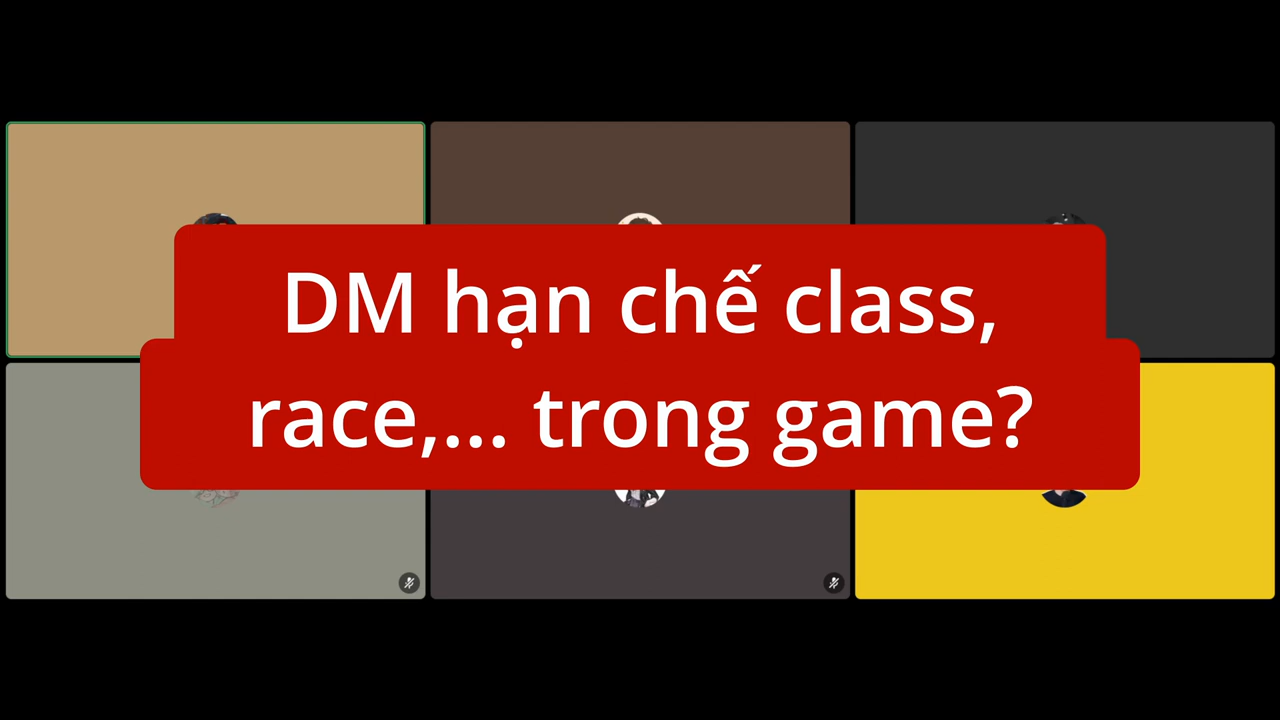 DM hạn chế class,
race,... trong game?